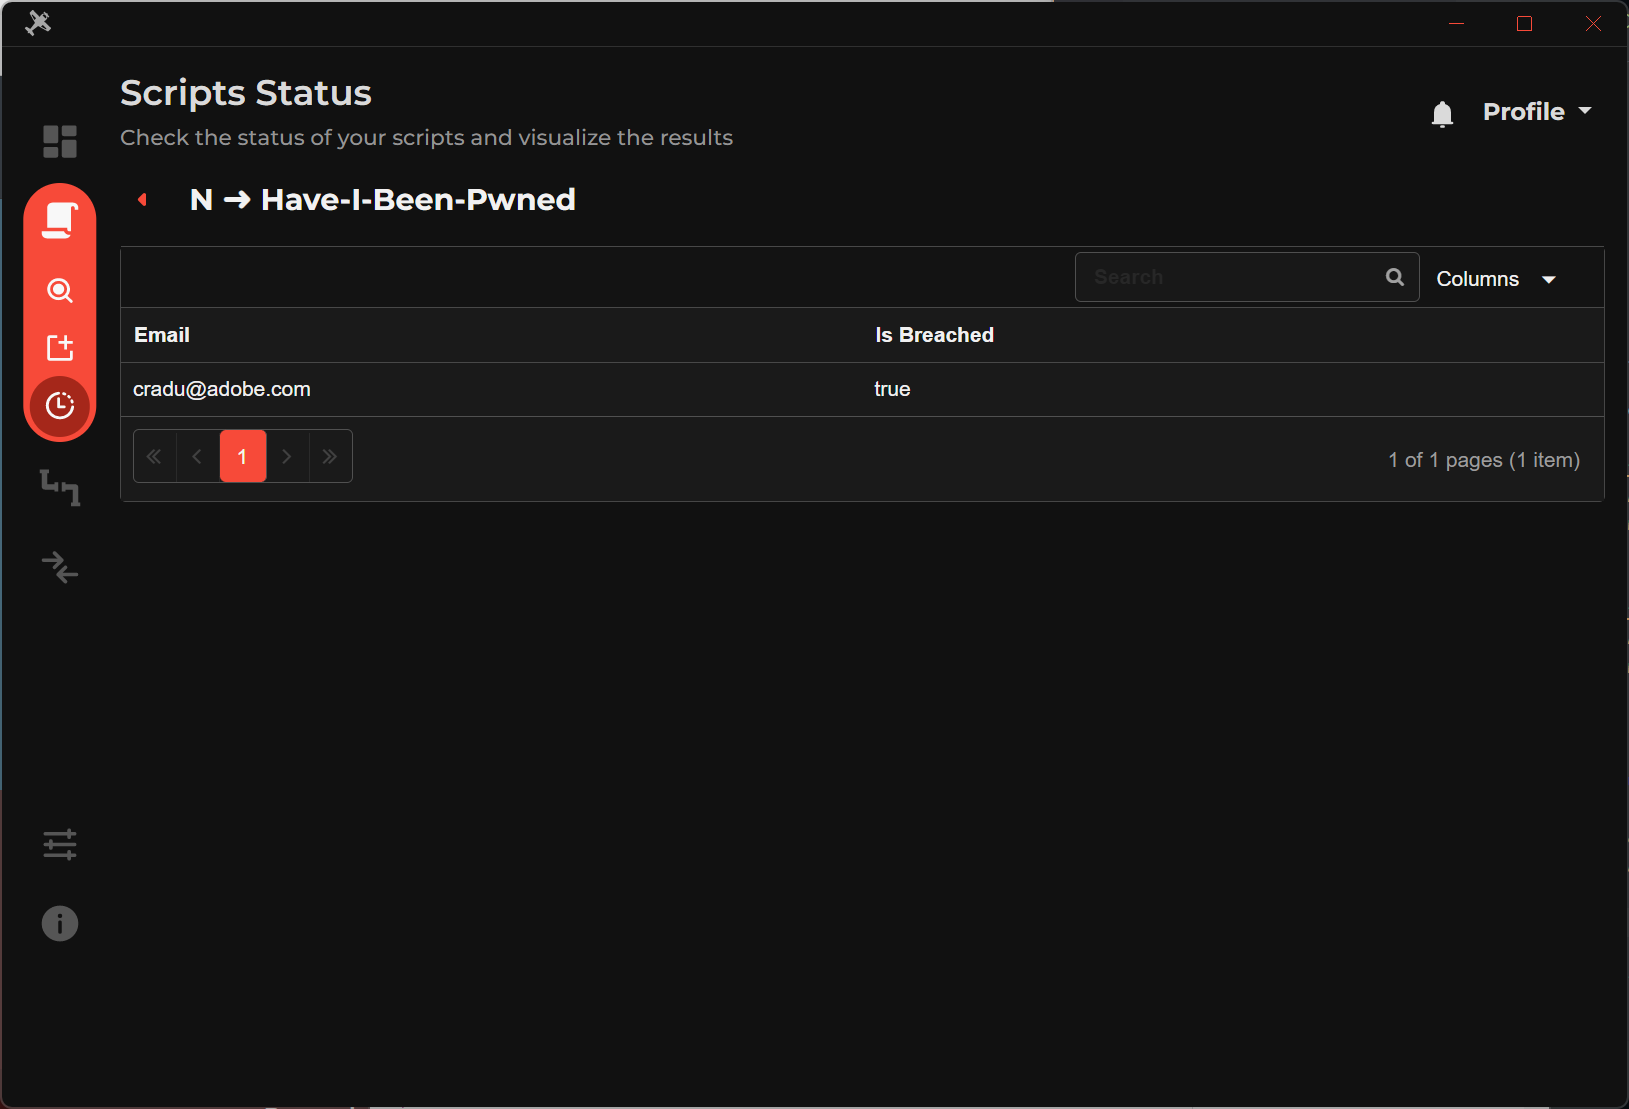 Scripts Status
Check the status of your scripts and visualize the results
Profile
N ➜ Have-I-Been-Pwned
Search
Columns
Email Is Breached
cradu@adobe.com true
« ‹ 1 › »
1 of 1 pages (1 item)